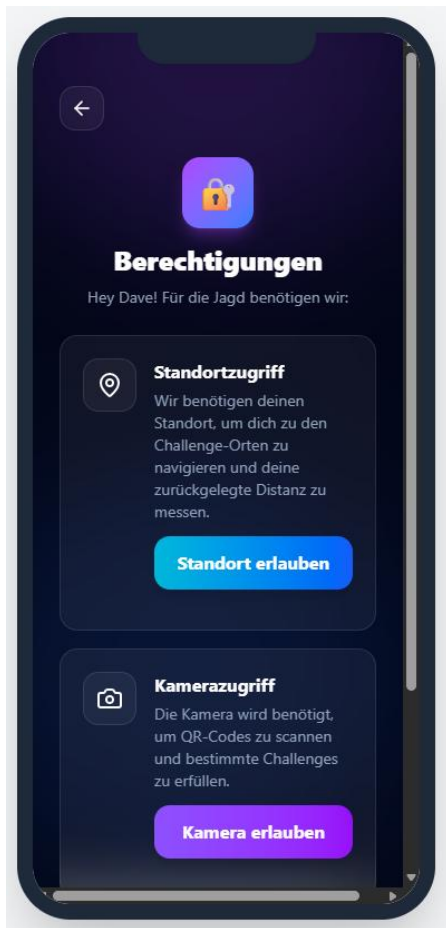 Berechtigungen
Hey Dave! Für die Jagd benötigen wir:
Standortzugriff
Wir benötigen deinen
Standort, um dich zu den
Challenge-Orten zu
navigieren und deine
zurückgelegte Distanz zu
messen.
Standort erlauben
Kamerazugriff
Die Kamera wird benötigt,
um QR-Codes zu scannen
und bestimmte Challenges
zu erfüllen.
Kamera erlauben